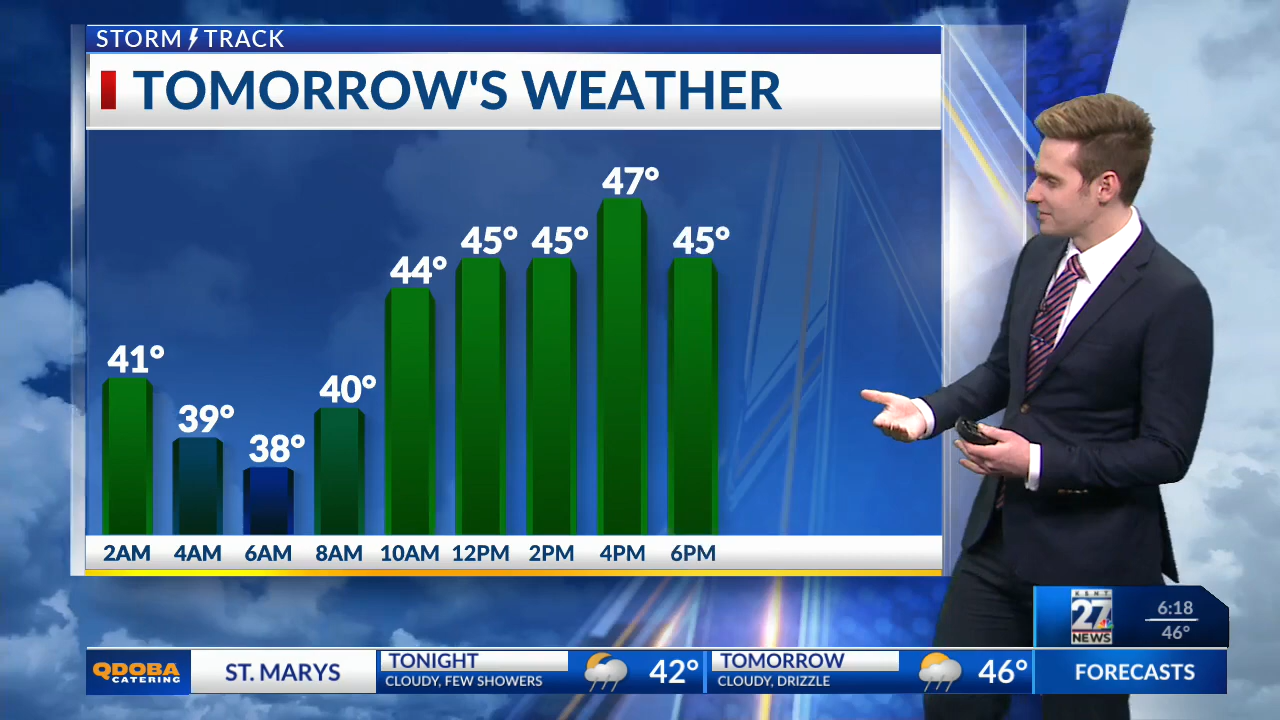 STORM TRACK
TOMORROW'S WEATHER
47°
45° 45° 45°
44°
41°
40°
39°
38°
2AM 4AM 6AM 8AM 10AM 12PM 2PM 4PM 6PM
KENT
27
NEWS
6:18
46°
QDOBA
CATERING
ST. MARYS
TONIGHT
CLOUDY, FEW SHOWERS
42°
TOMORROW
CLOUDY, DRIZZLE
46°
FORECASTS